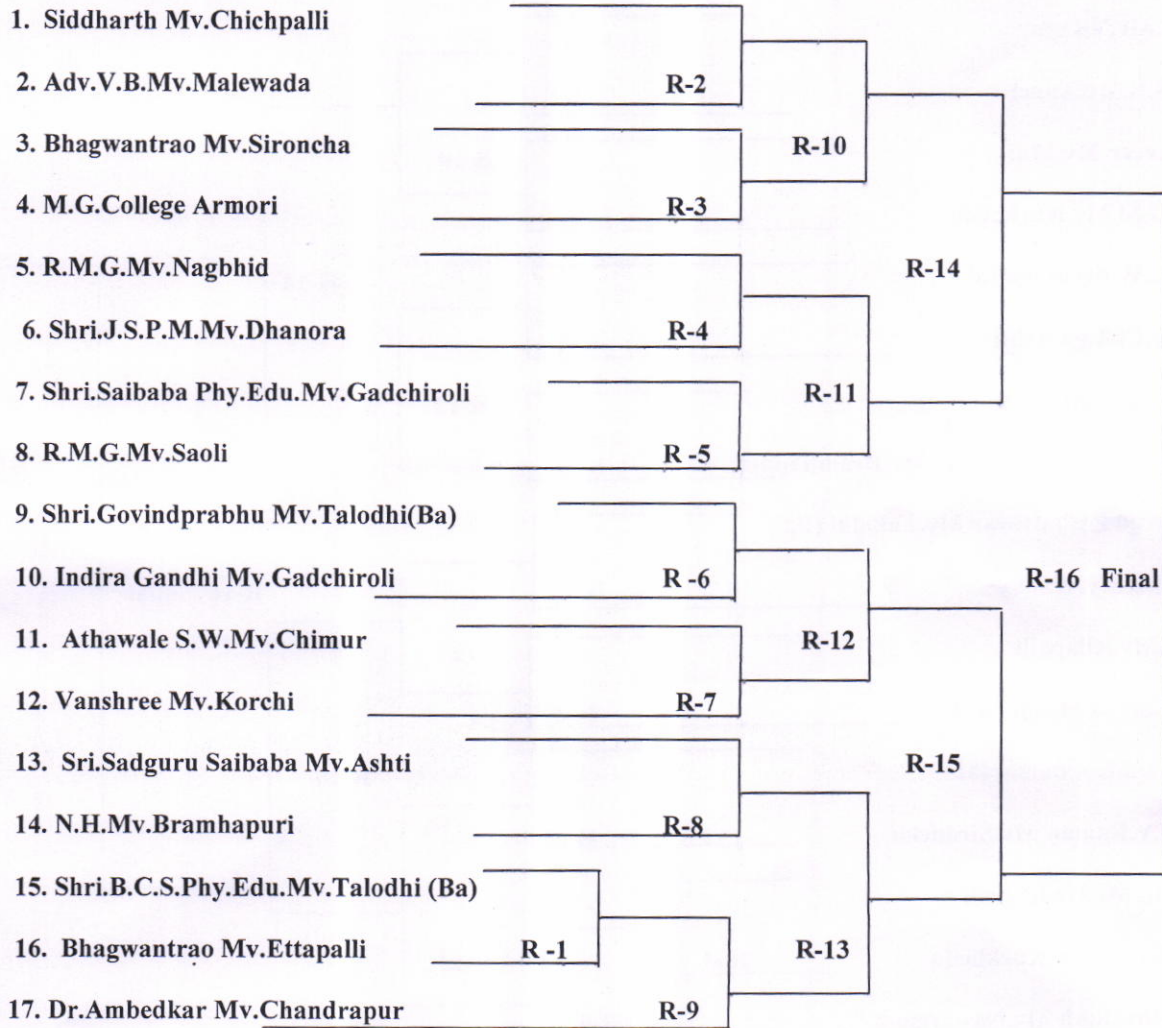 1. Siddharth Mv.Chichpalli
2. Adv.V.B.Mv.Malewada R-2
3. Bhagwantrao Mv.Sironcha R-10
4. M.G.College Armori R-3
5. R.M.G.Mv.Nagbhid R-14
6. Shri.J.S.P.M.Mv.Dhanora R-4
7. Shri.Saibaba Phy.Edu.Mv.Gadchiroli R-11
8. R.M.G.Mv.Saoli R -5
9. Shri.Govindprabhu Mv.Talodhi(Ba)
10. Indira Gandhi Mv.Gadchiroli R -6 R-16 Final
11. Athawale S.W.Mv.Chimur R-12
12. Vanshree Mv.Korchi R-7
13. Sri.Sadguru Saibaba Mv.Ashti R-15
14. N.H.Mv.Bramhapuri R-8
15. Shri.B.C.S.Phy.Edu.Mv.Talodhi (Ba)
16. Bhagwantrao Mv.Ettapalli R -1 R-13
17. Dr.Ambedkar Mv.Chandrapur R-9